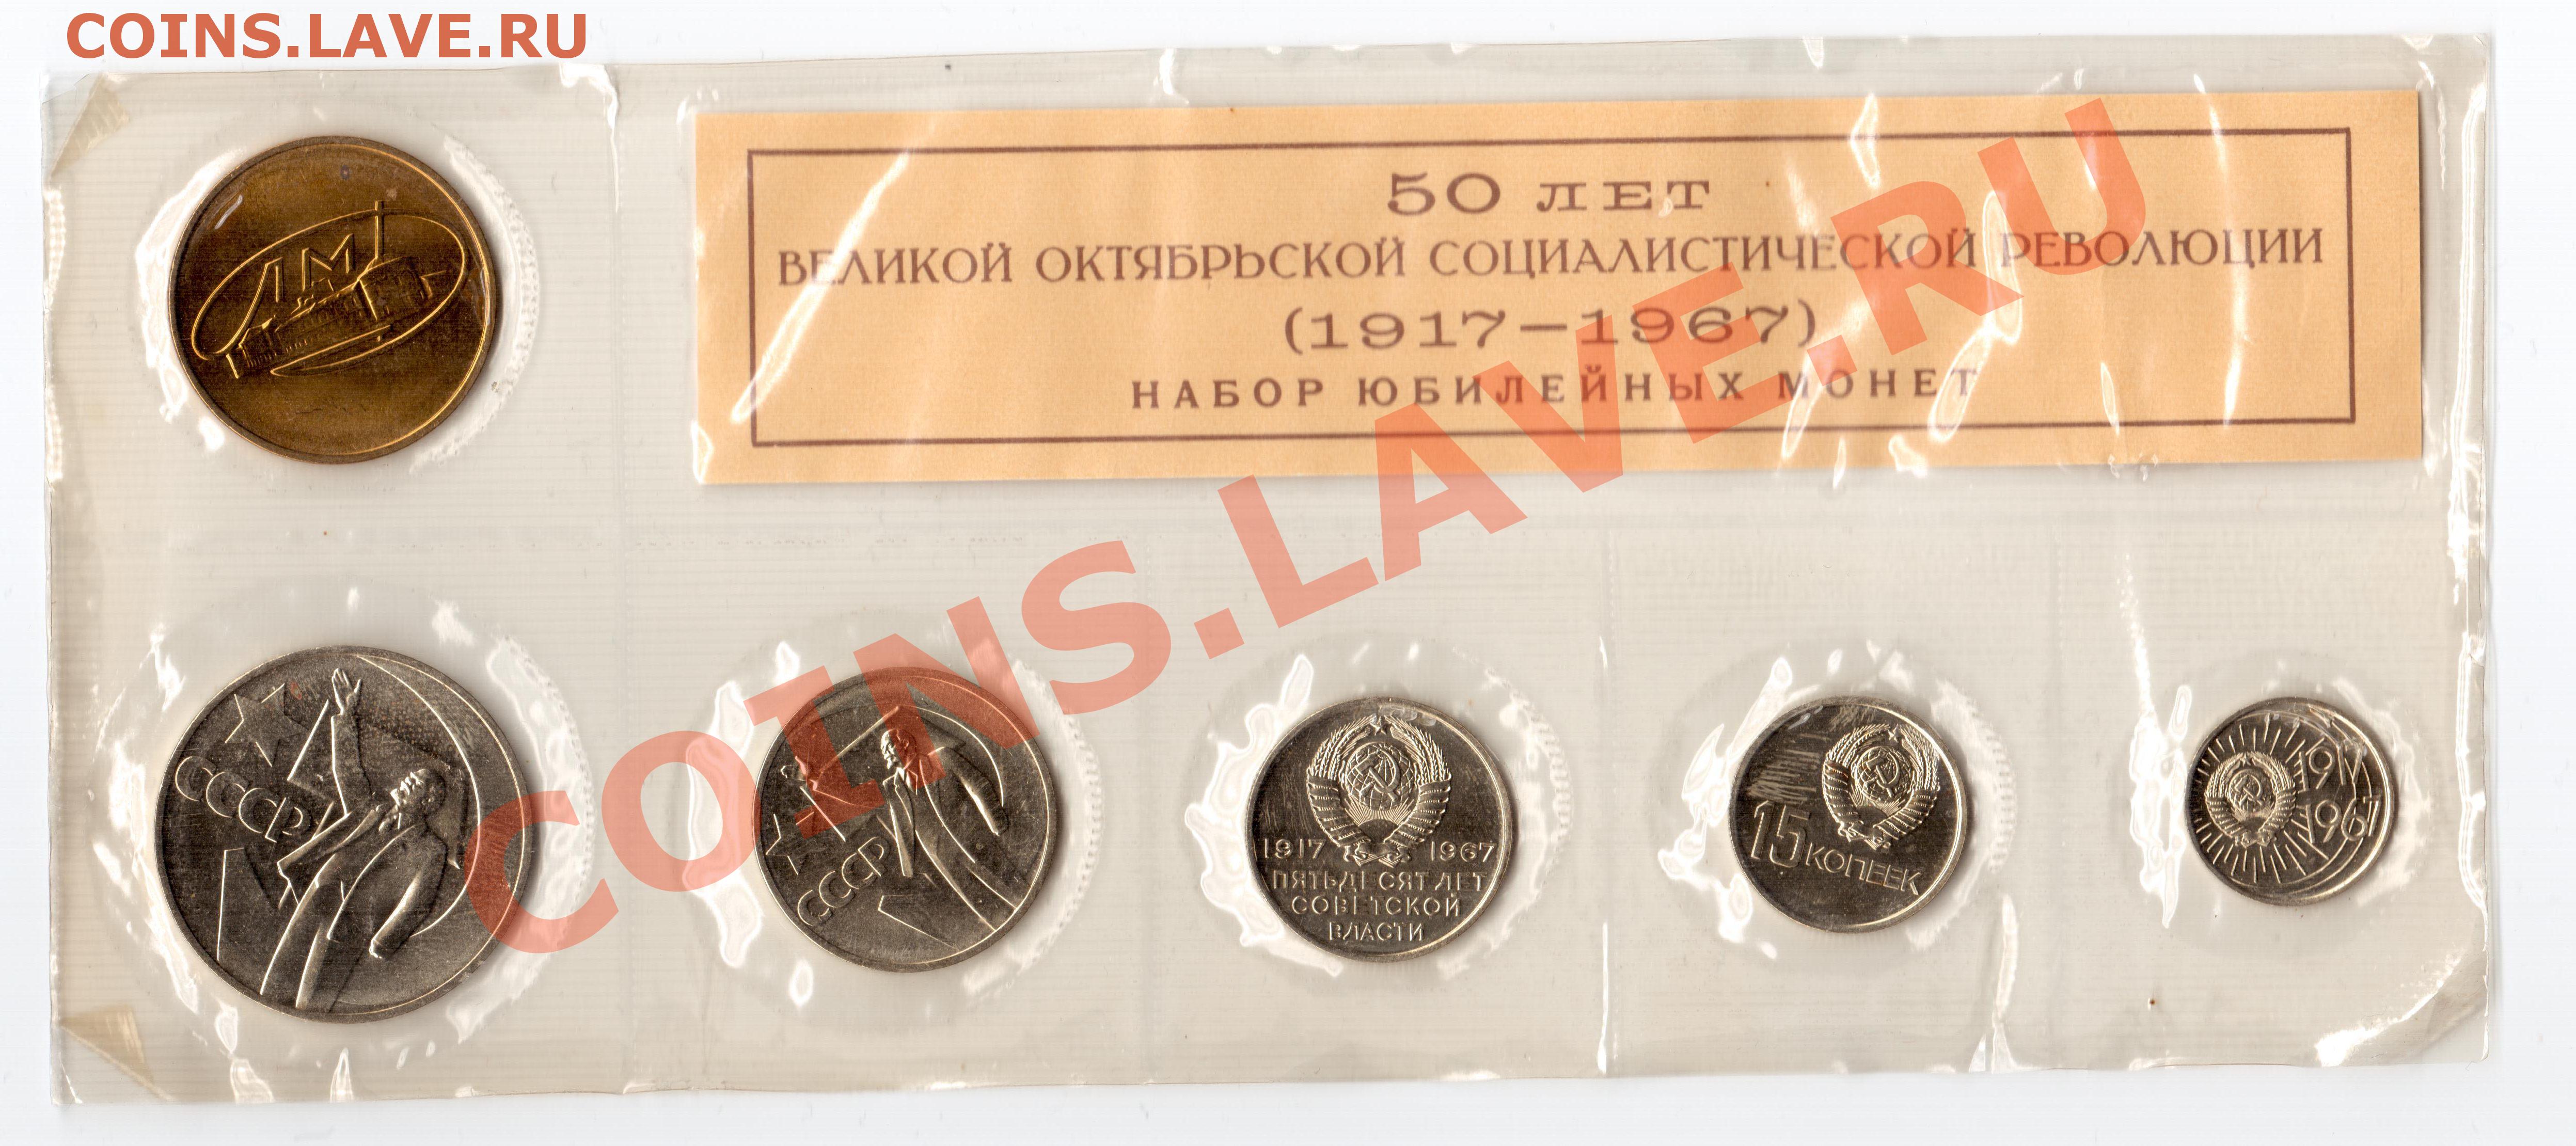 COINS.LAVE.RU
50 ЛЕТ
ВЕЛИКОЙ ОКТЯБРЬСКОЙ СОЦИАЛИСТИЧЕСКОЙ РЕВОЛЮЦИИ
(1917—1967)
НАБОР ЮБИЛЕЙНЫХ МОНЕТ
COINS.LAVE.RU
ЛМД
СССР
СССР
1917 1967
ПЯТЬДЕСЯТ ЛЕТ
СОВЕТСКОЙ
ВЛАСТИ
15 КОПЕЕК
1917
1967